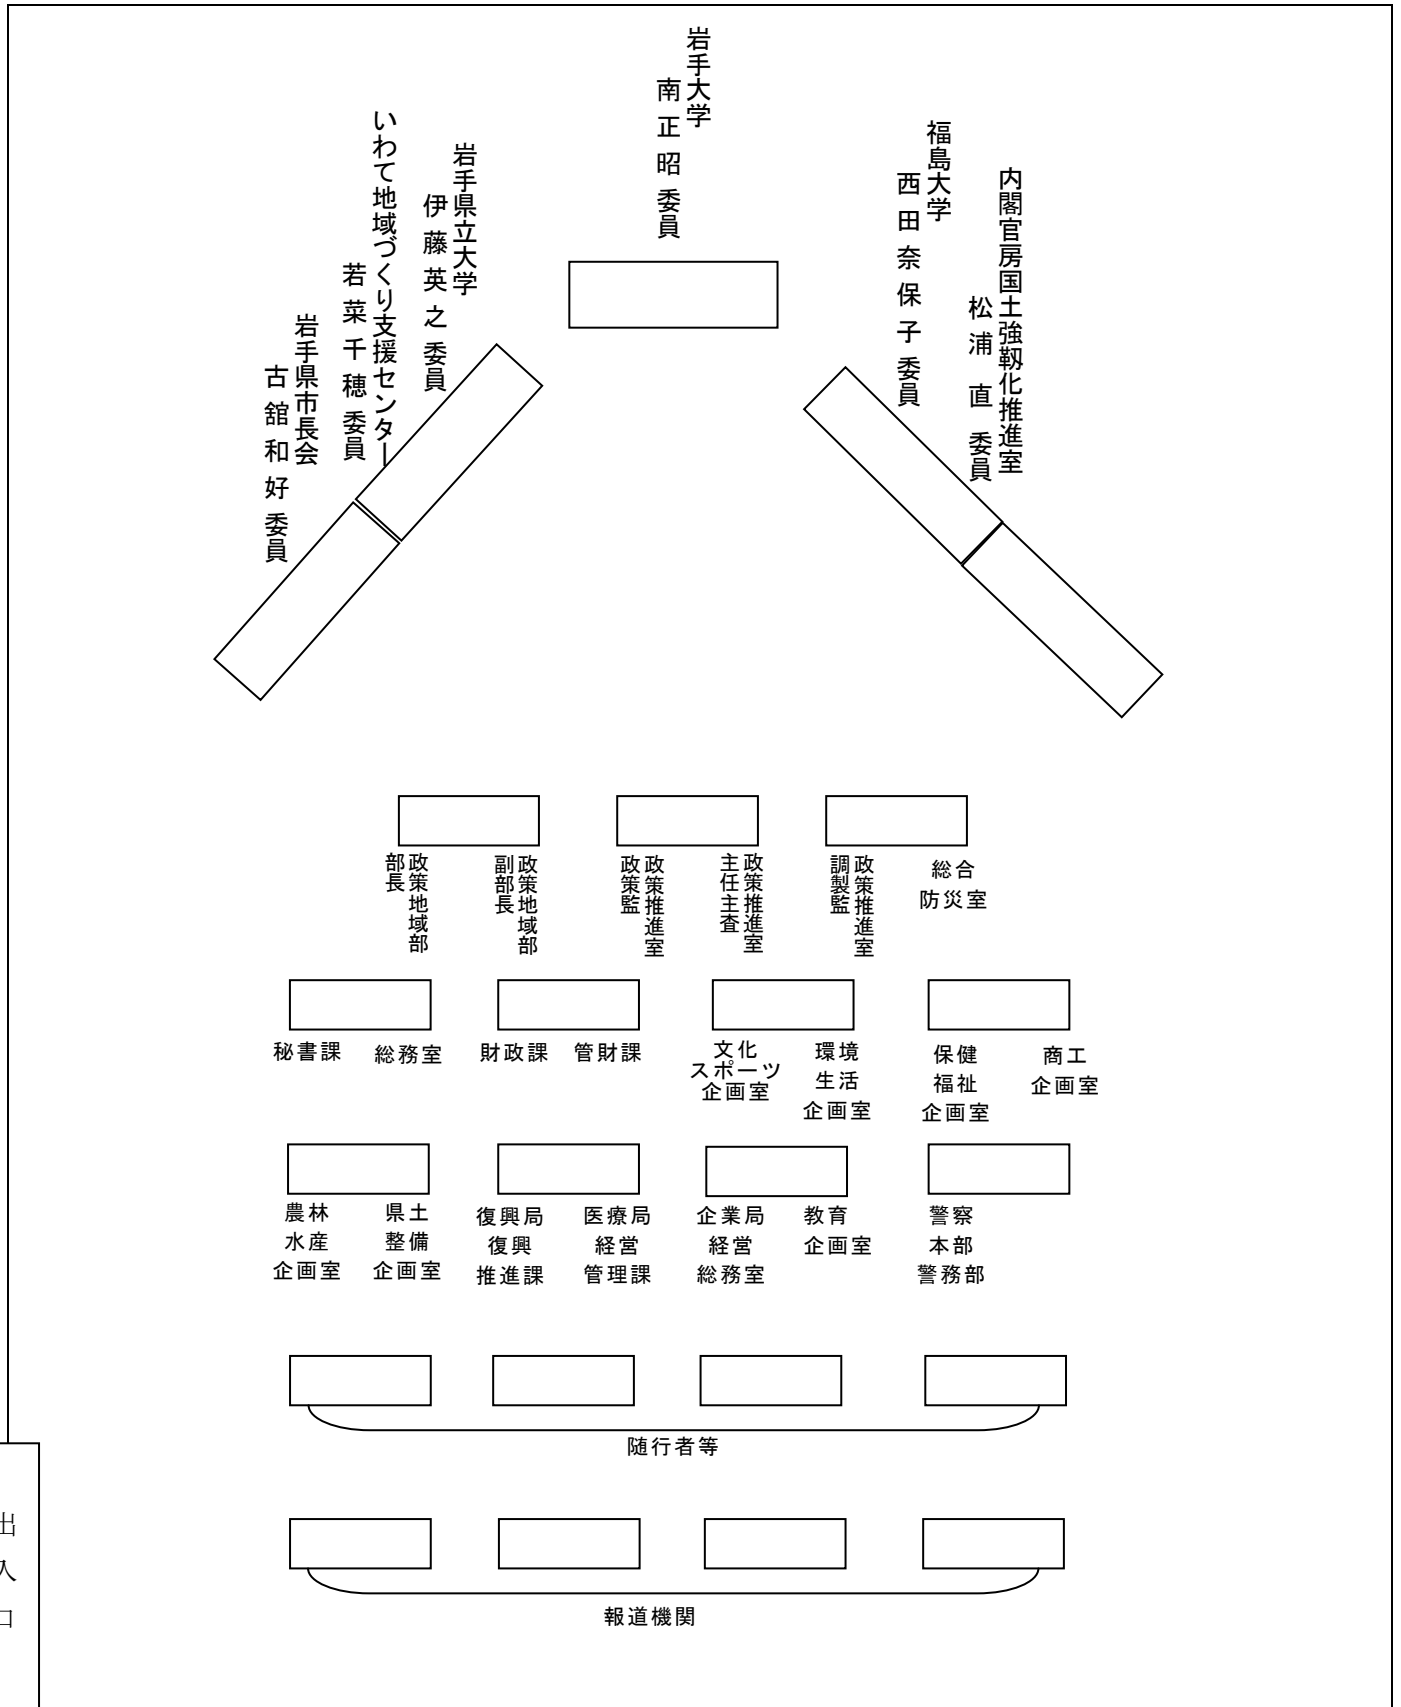 岩手大学
南正昭委員
福島大学
西田奈保子委員
内閣官房国土強靱化推進室
松浦直委員
岩手県立大学
伊藤英之委員
いわて地域づくり支援センター
若菜千穂委員
岩手県市長会
古舘和好委員
政策地域部
部長
政策地域部
副部長
政策推進室
政策監
政策推進室
主任主査
政策推進室
調製監
総合
防災室
秘書課
総務室
財政課
管財課
文化
スポーツ
企画室
環境
生活
企画室
保健
福祉
企画室
商工
企画室
農林
水産
企画室
県土
整備
企画室
復興局
復興
推進課
医療局
経営
管理課
企業局
経営
総務室
教育
企画室
警察
本部
警務部
随行者等
報道機関
出入口